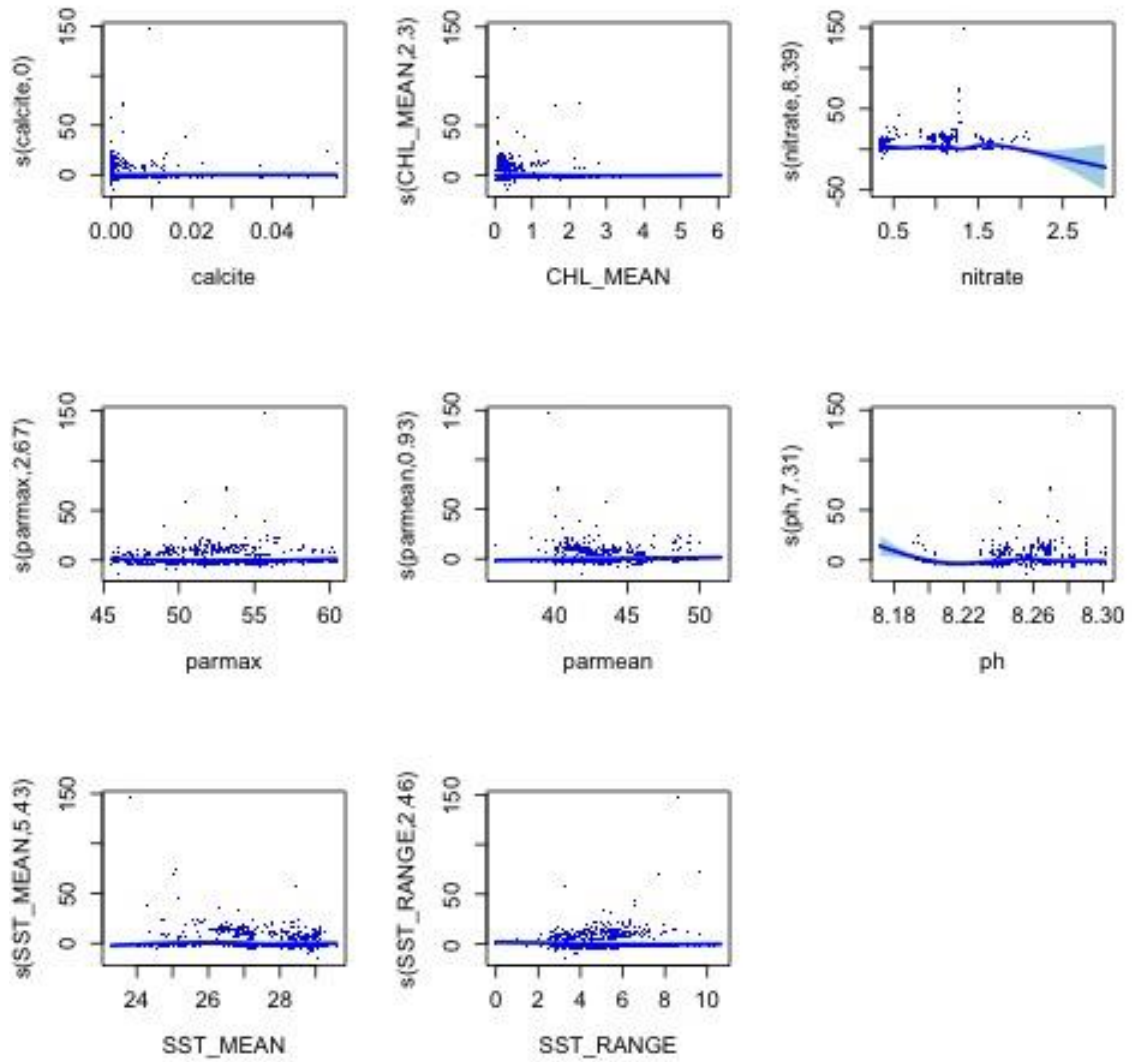 s(calcite,0)
150
50
0
0.00 0.02 0.04
calcite
s(CHL_MEAN,2.3)
150
50
0
0 1 2 3 4 5 6
CHL_MEAN
s(nitrate,8.39)
150
50
-50
0.5 1.5 2.5
nitrate
s(parmax,2.67)
150
50
0
45 50 55 60
parmax
s(parmean,0.93)
150
50
0
40 45 50
parmean
s(ph,7.31)
150
50
0
8.18 8.22 8.26 8.30
ph
s(SST_MEAN,5.43)
150
50
0
24 26 28
SST_MEAN
s(SST_RANGE,2.46)
150
50
0
0 2 4 6 8 10
SST_RANGE